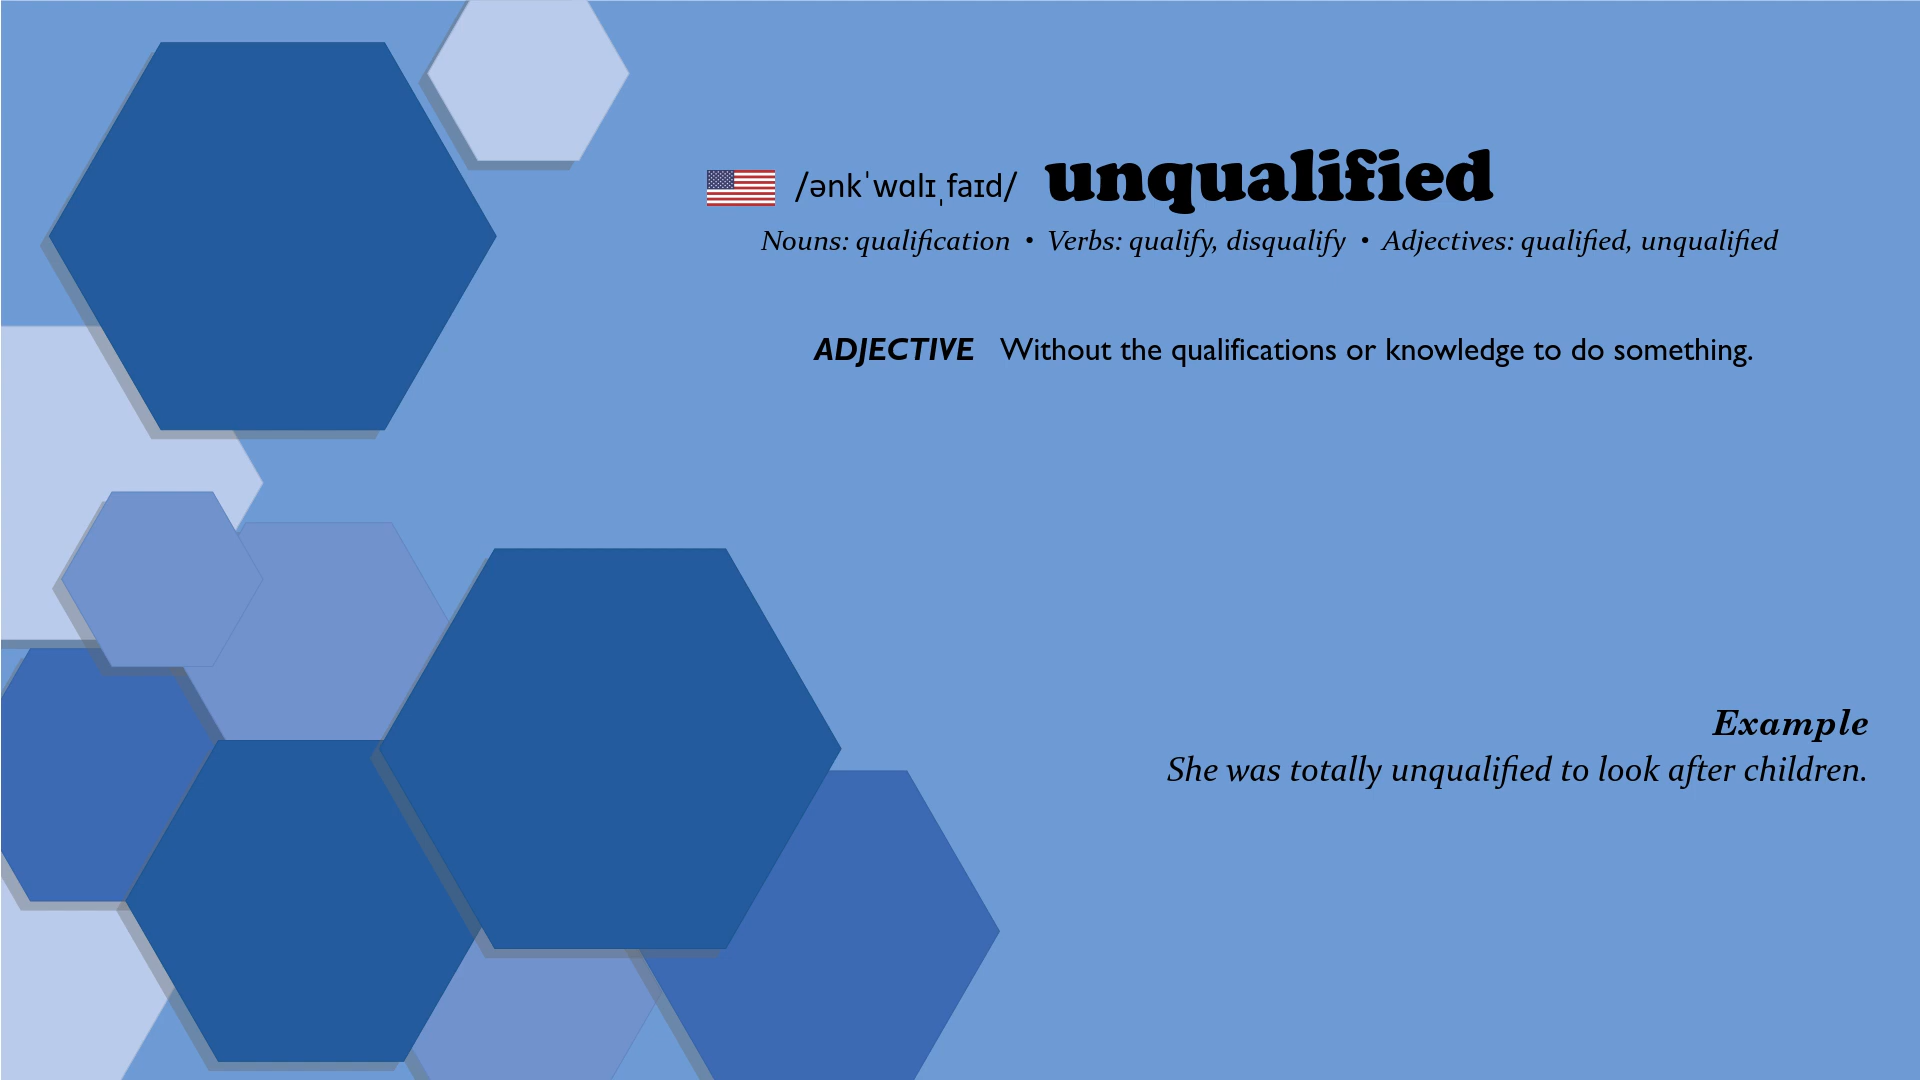 /ənkˈwɑlɪˌfaɪd/ unqualified
Nouns: qualification • Verbs: qualify, disqualify • Adjectives: qualified, unqualified
ADJECTIVE Without the qualifications or knowledge to do something.
Example
She was totally unqualified to look after children.